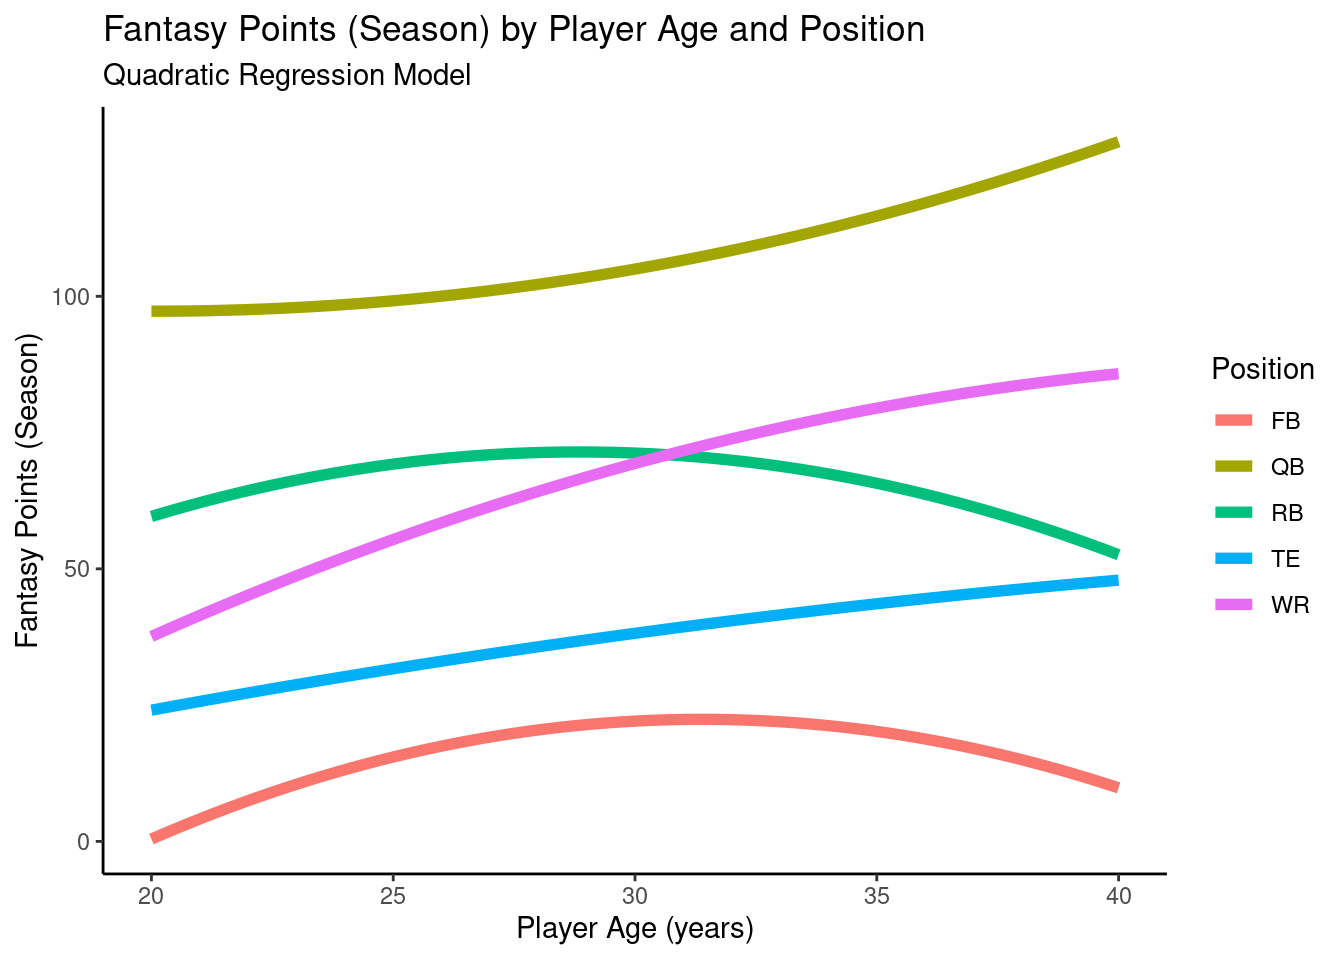 Fantasy Points (Season) by Player Age and Position
Quadratic Regression Model
Fantasy Points (Season)
100
50
0
20 25 30 35 40
Player Age (years)
Position
FB
QB
RB
TE
WR